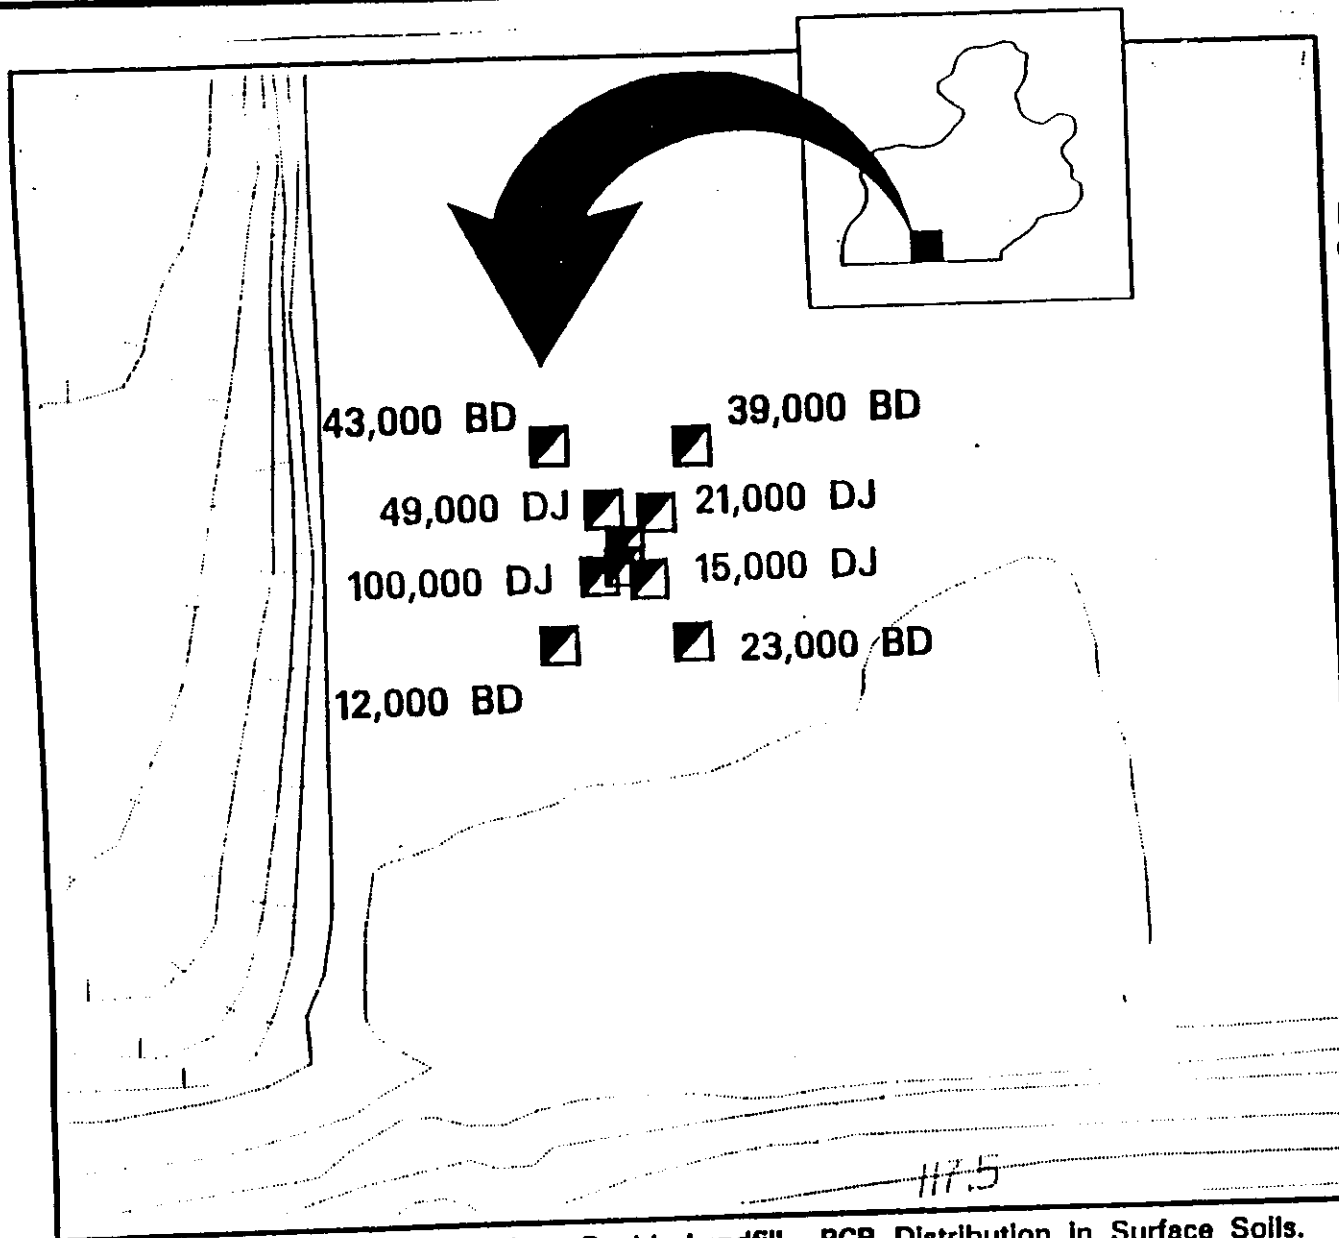 43,000 BD
39,000 BD
49,000 DJ
21,000 DJ
100,000 DJ
15,000 DJ
23,000 BD
12,000 BD
117.5
Landfill PCB Distribution in Surface Soils.